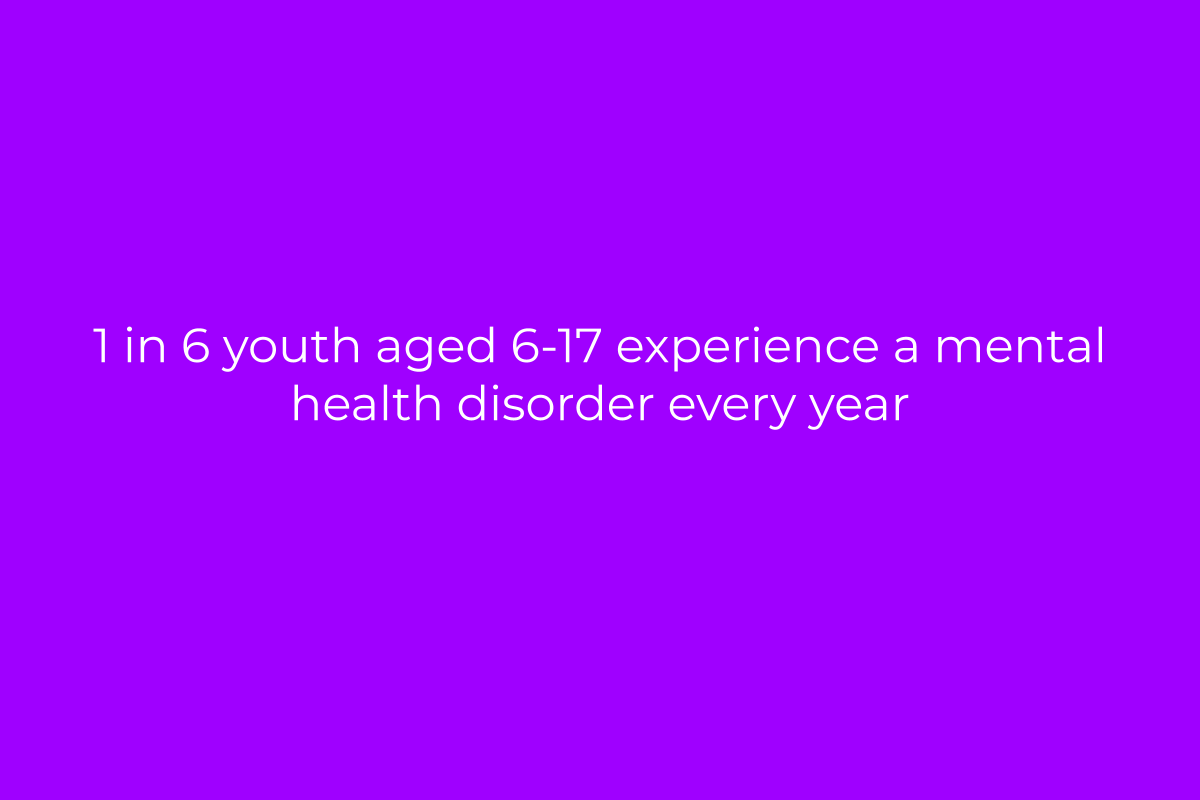 1 in 6 youth aged 6-17 experience a mental
health disorder every year